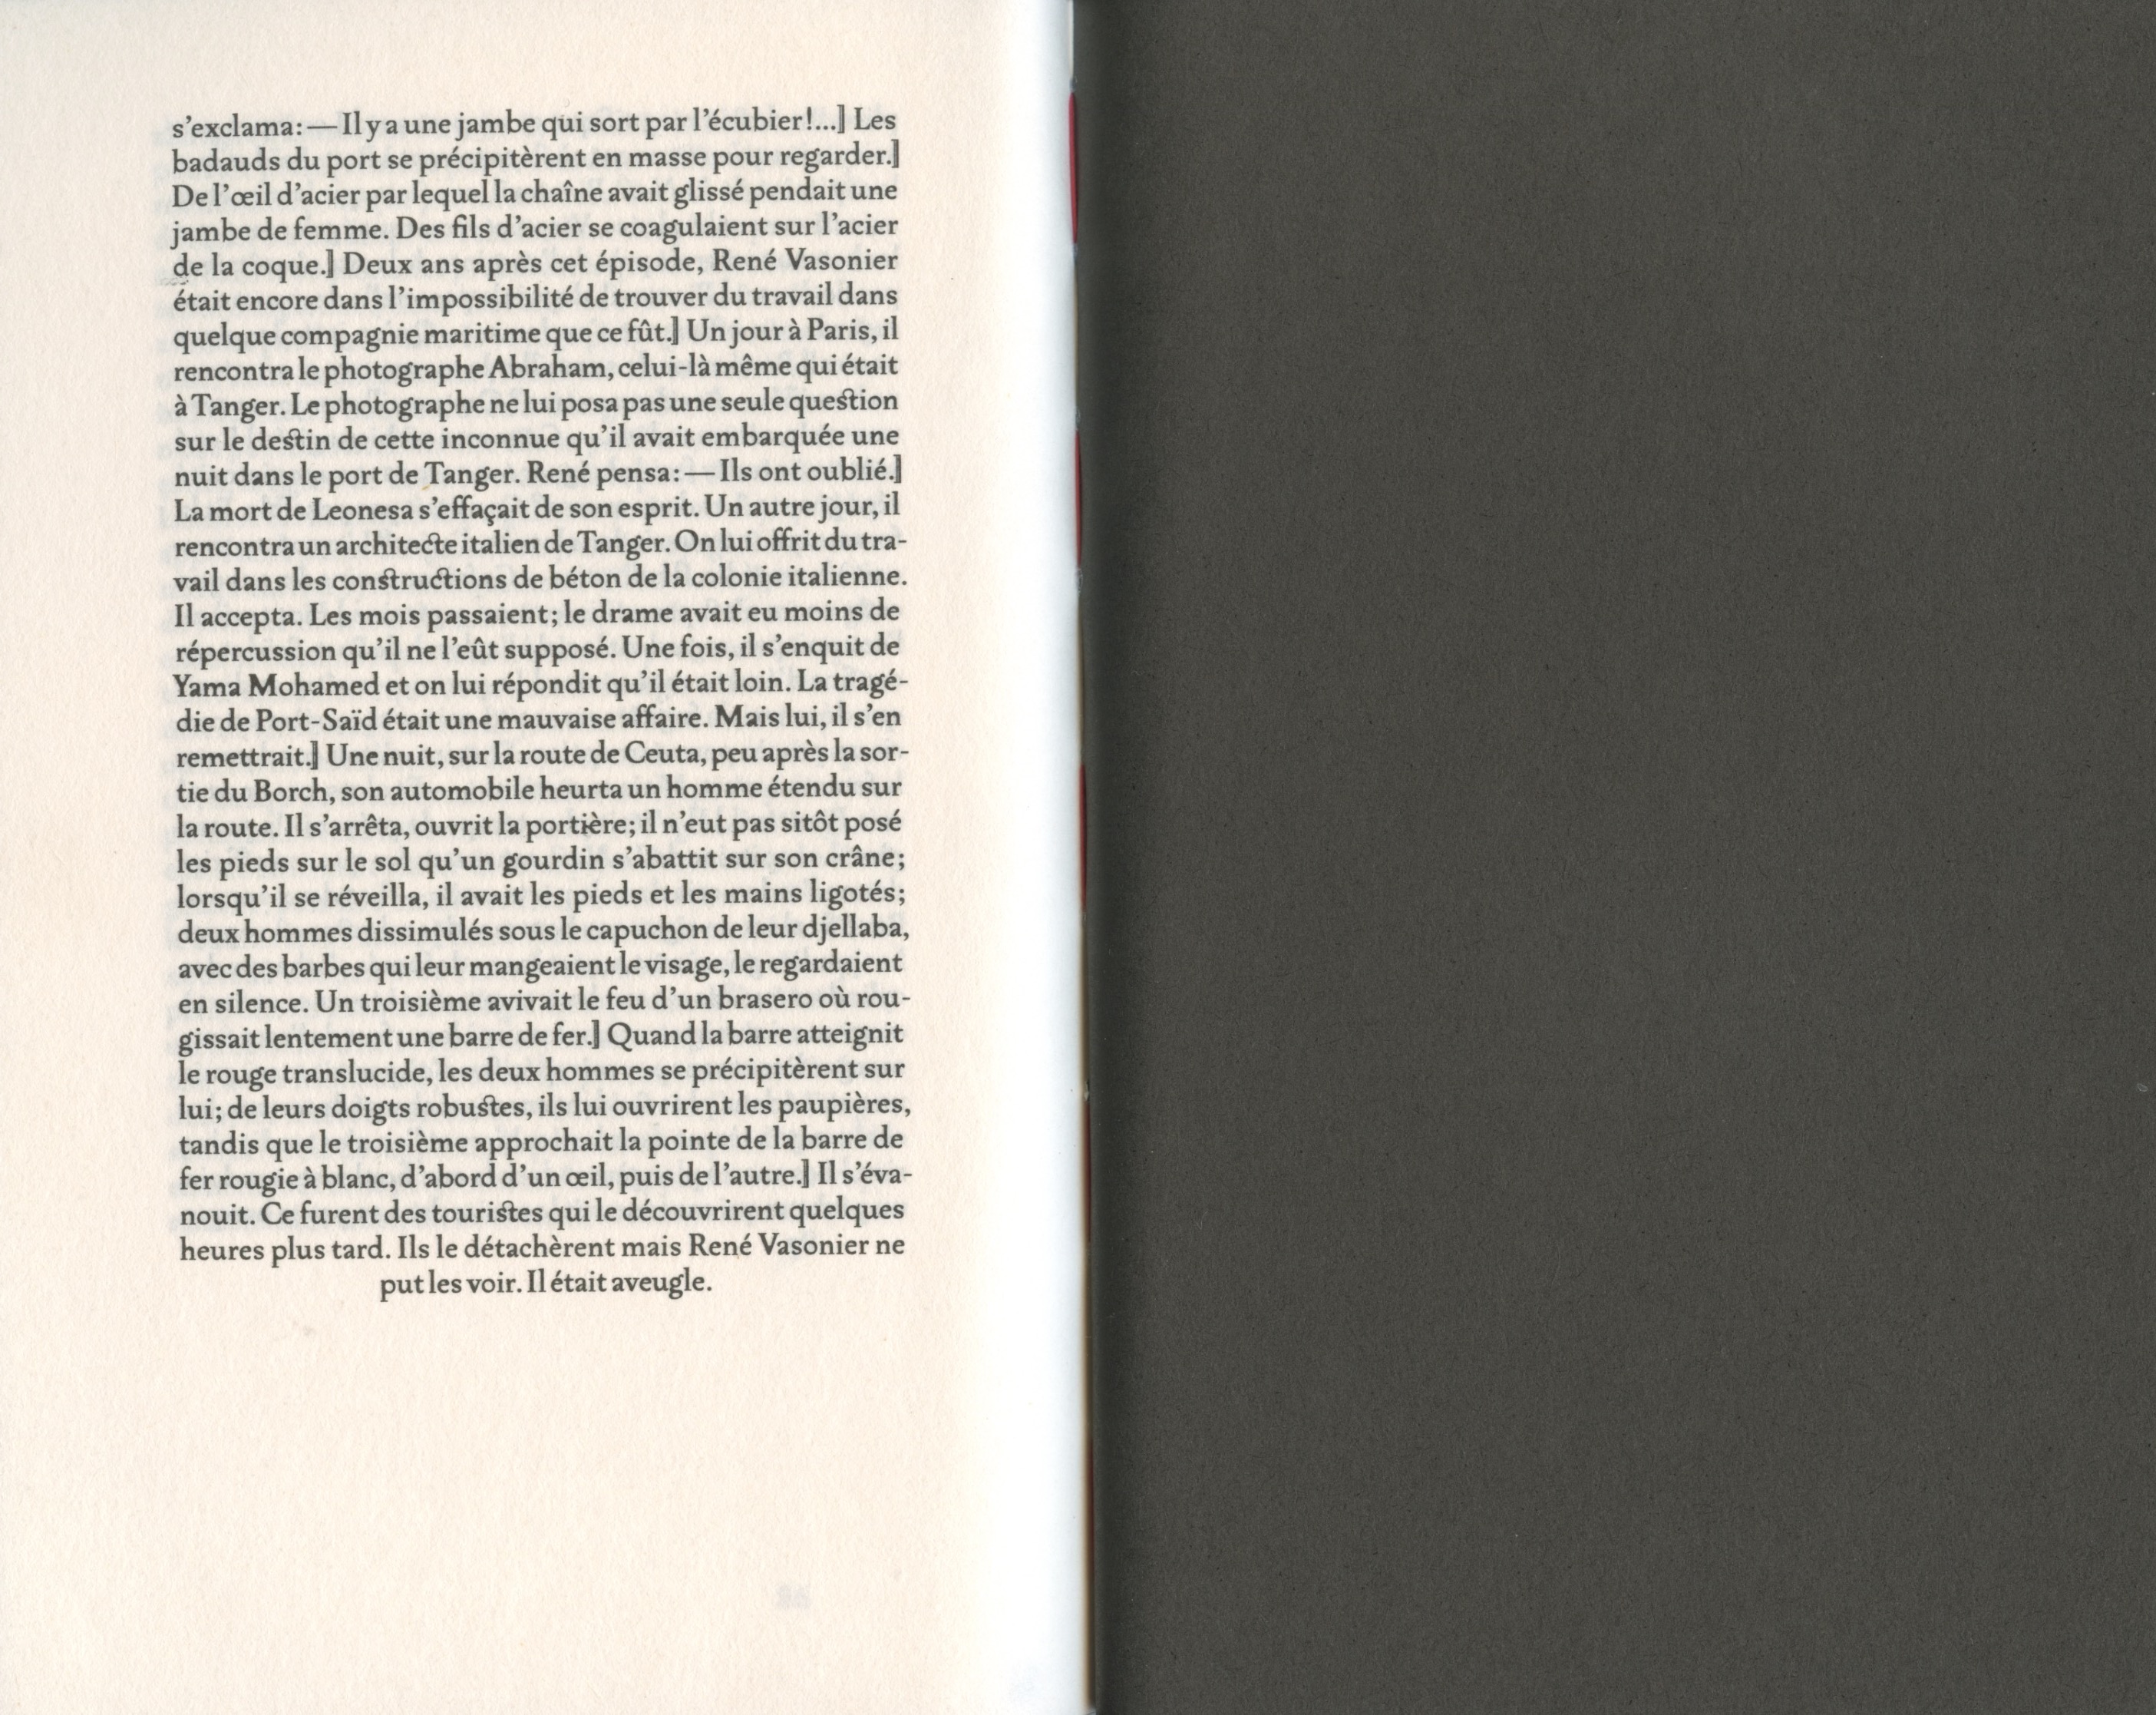 s'exclama: — Il y a une jambe qui sort par l'écubier!...] Les
badauds du port se précipitèrent en masse pour regarder.]
De l'œil d'acier par lequel la chaîne avait glissé pendait une
jambe de femme. Des fils d'acier se coagulaient sur l'acier
de la coque.] Deux ans après cet épisode, René Vasonier
était encore dans l'impossibilité de trouver du travail dans
quelque compagnie maritime que ce fût.] Un jour à Paris, il
rencontra le photographe Abraham, celui-là même qui était
à Tanger. Le photographe ne lui posa pas une seule question
sur le destin de cette inconnue qu'il avait embarquée une
nuit dans le port de Tanger. René pensa: — Ils ont oublié.]
La mort de Leonesa s'effaçait de son esprit. Un autre jour, il
rencontra un architecte italien de Tanger. On lui offrit du tra-
vail dans les constructions de béton de la colonie italienne.
Il accepta. Les mois passaient; le drame avait eu moins de
répercussion qu'il ne l'eût supposé. Une fois, il s'enquit de
Yama Mohamed et on lui répondit qu'il était loin. La tragé-
die de Port-Saïd était une mauvaise affaire. Mais lui, il s'en
remettrait.] Une nuit, sur la route de Ceuta, peu après la sor-
tie du Borch, son automobile heurta un homme étendu sur
la route. Il s'arrêta, ouvrit la portière; il n'eut pas sitôt posé
les pieds sur le sol qu'un gourdin s'abattit sur son crâne;
lorsqu'il se réveilla, il avait les pieds et les mains ligotés;
deux hommes dissimulés sous le capuchon de leur djellaba,
avec des barbes qui leur mangeaient le visage, le regardaient
en silence. Un troisième avivait le feu d'un brasero où rou-
gissait lentement une barre de fer.] Quand la barre atteignit
le rouge translucide, les deux hommes se précipitèrent sur
lui; de leurs doigts robustes, ils lui ouvrirent les paupières,
tandis que le troisième approchait la pointe de la barre de
fer rougie à blanc, d'abord d'un œil, puis de l'autre.] Il s'éva-
nouit. Ce furent des touristes qui le découvrirent quelques
heures plus tard. Ils le détachèrent mais René Vasonier ne
put les voir. Il était aveugle.